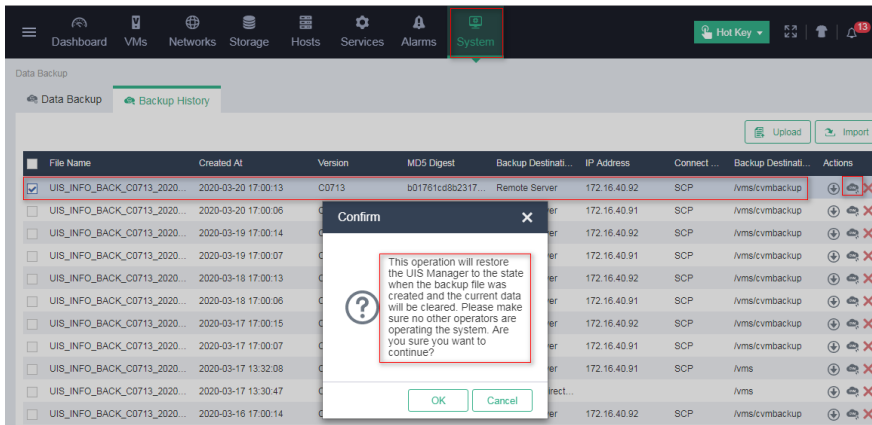 Dashboard VMs Networks Storage Hosts Services Alarms System Hot Key 13
Data Backup
Data Backup Backup History
Upload Import
File Name Created At Version MD5 Digest Backup Destinati... IP Address Connect ... Backup Destinati... Actions
UIS_INFO_BACK_C0713_2020... 2020-03-20 17:00:13 C0713 b01761cd8b2317... Remote Server 172.16.40.92 SCP /vms/cvmbackup
UIS_INFO_BACK_C0713_2020... 2020-03-20 17:00:06 C ver 172.16.40.91 SCP /vms/cvmbackup
UIS_INFO_BACK_C0713_2020... 2020-03-19 17:00:14 C ver 172.16.40.92 SCP /vms/cvmbackup
UIS_INFO_BACK_C0713_2020... 2020-03-19 17:00:07 C ver 172.16.40.91 SCP /vms/cvmbackup
UIS_INFO_BACK_C0713_2020... 2020-03-18 17:00:13 C ver 172.16.40.92 SCP /vms/cvmbackup
UIS_INFO_BACK_C0713_2020... 2020-03-18 17:00:06 C ver 172.16.40.91 SCP /vms/cvmbackup
UIS_INFO_BACK_C0713_2020... 2020-03-17 17:00:15 C ver 172.16.40.92 SCP /vms/cvmbackup
UIS_INFO_BACK_C0713_2020... 2020-03-17 17:00:07 C ver 172.16.40.91 SCP /vms/cvmbackup
UIS_INFO_BACK_C0713_2020... 2020-03-17 13:32:08 C ver 172.16.40.91 SCP /vms
UIS_INFO_BACK_C0713_2020... 2020-03-17 13:30:47 C irect... /vms
UIS_INFO_BACK_C0713_2020... 2020-03-16 17:00:14 C ver 172.16.40.92 SCP /vms/cvmbackup
Confirm
This operation will restore
the UIS Manager to the state
when the backup file was
created and the current data
will be cleared. Please make
sure no other operators are
operating the system. Are
you sure you want to
continue?
OK Cancel